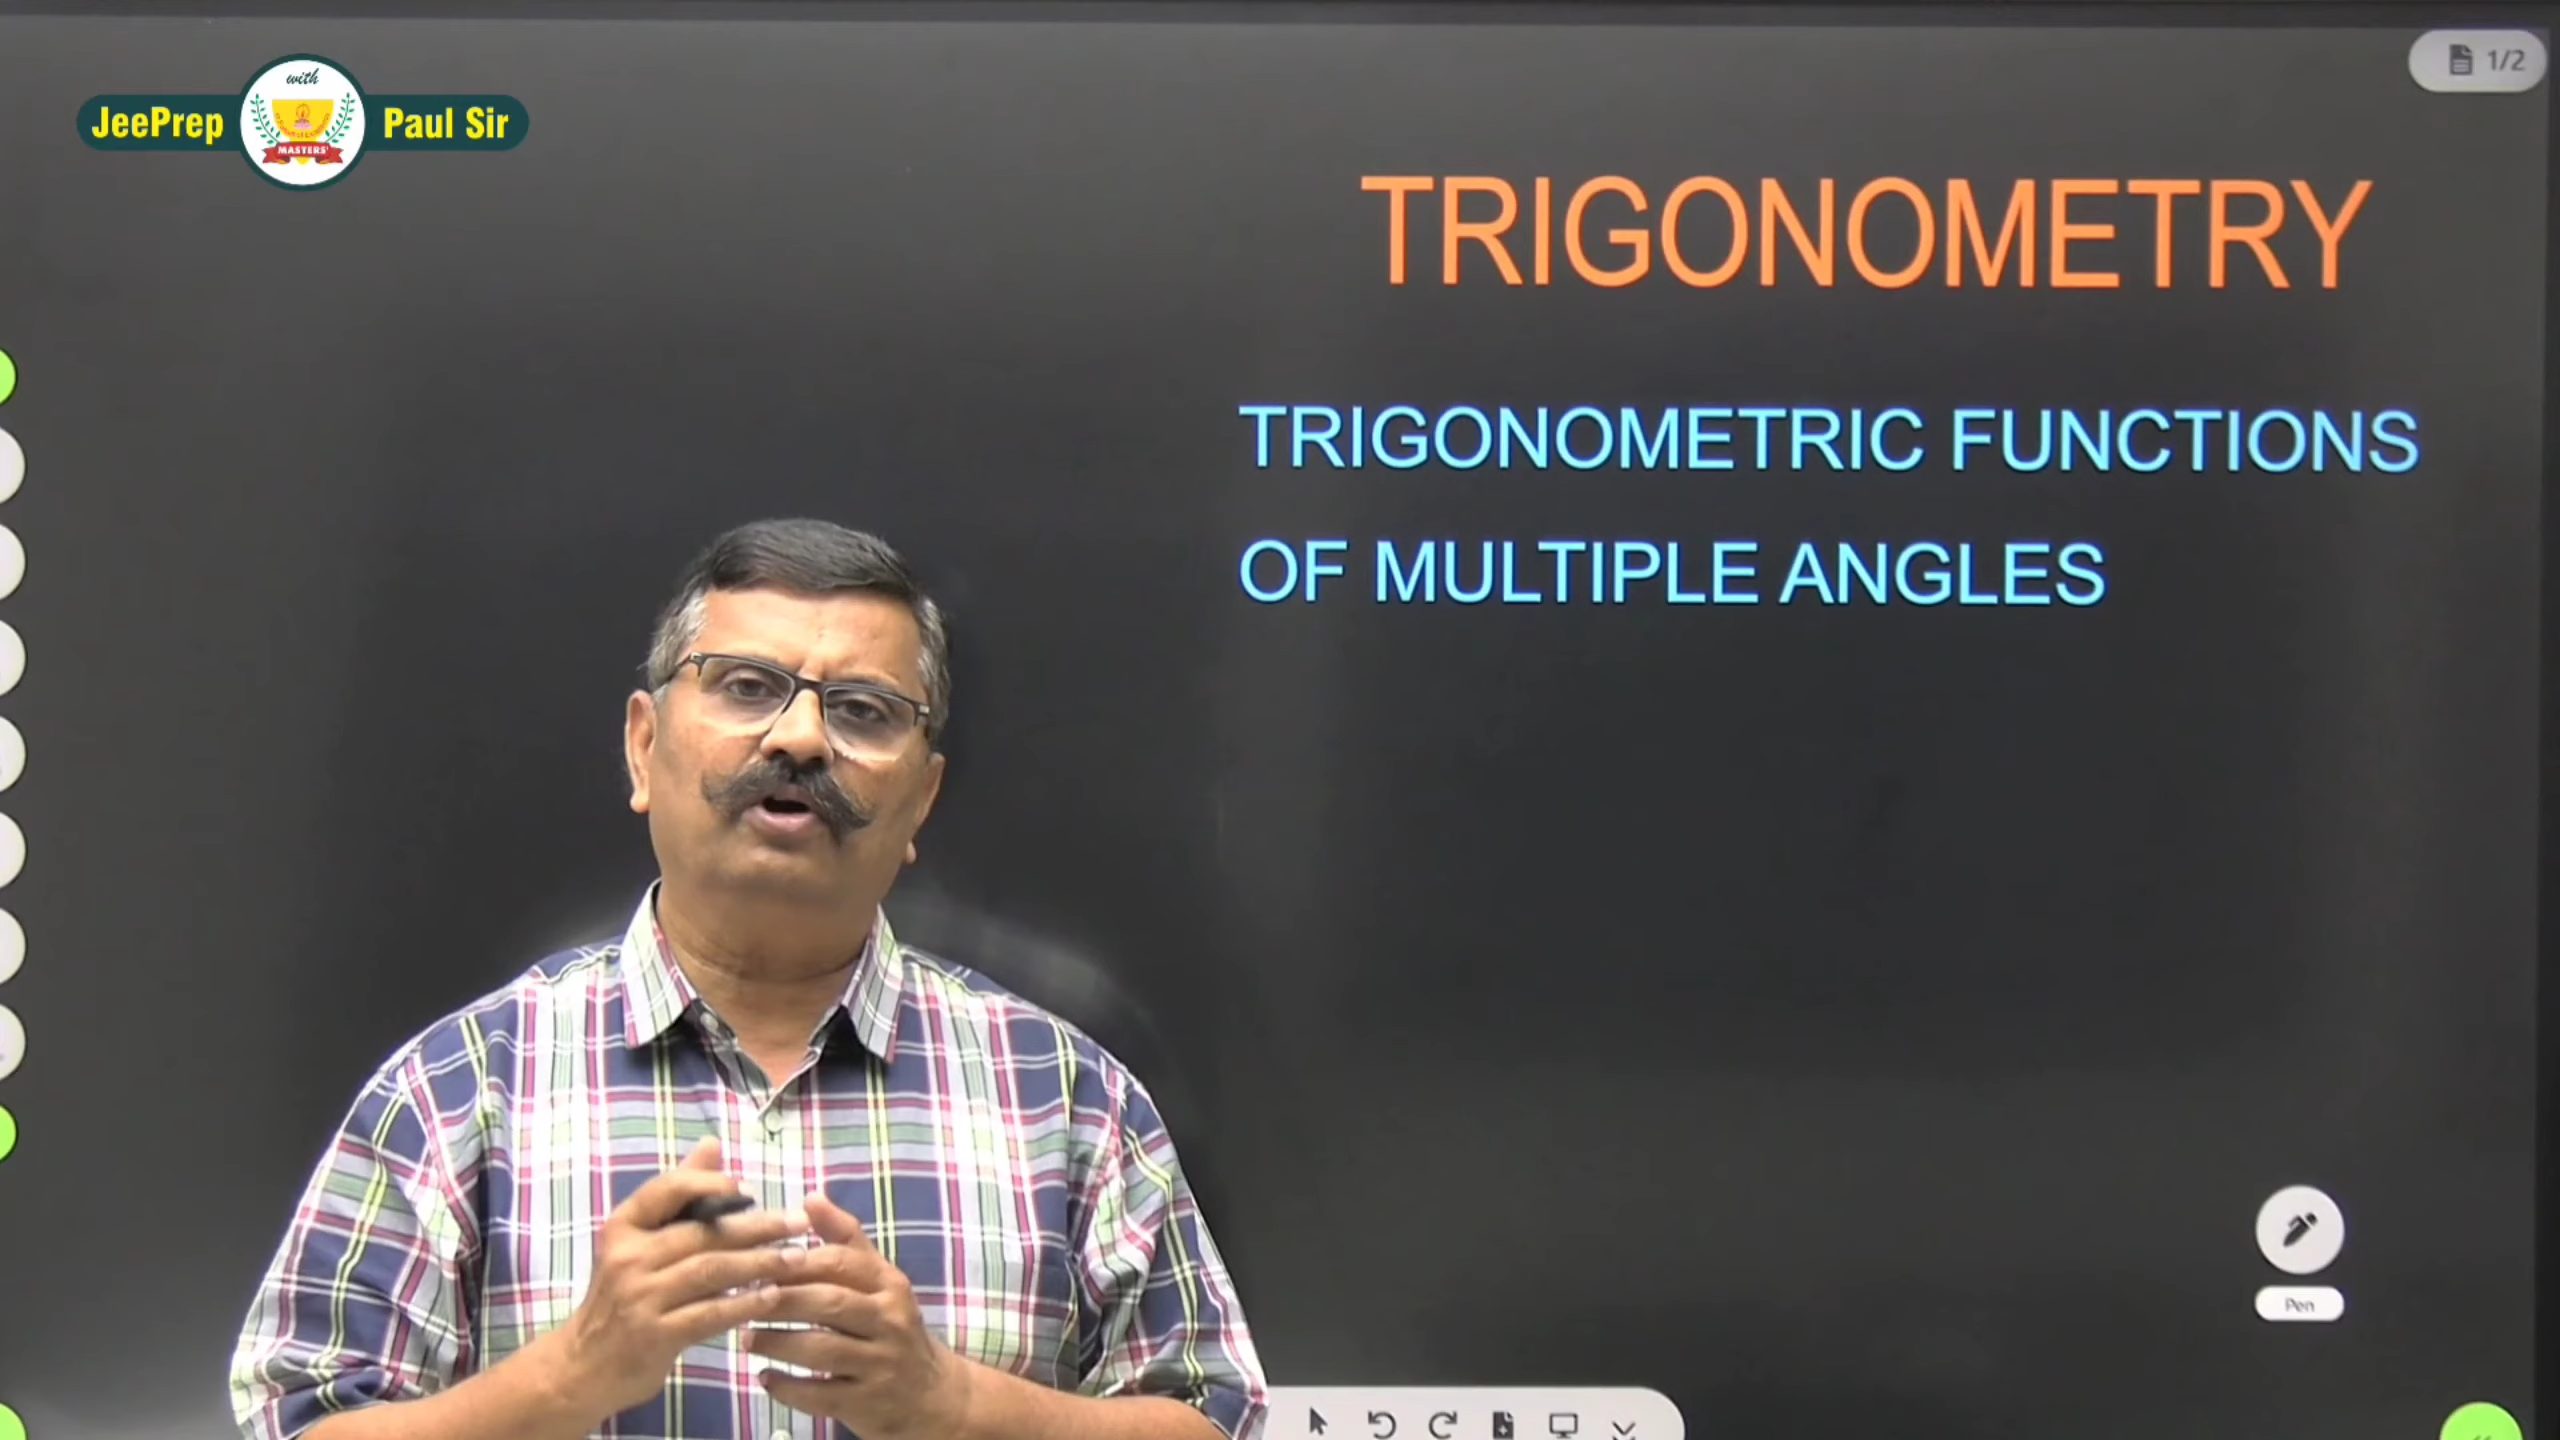 with
JeePrep
Paul Sir
MASTERS'
1/2
TRIGONOMETRY
TRIGONOMETRIC FUNCTIONS
OF MULTIPLE ANGLES
Pen